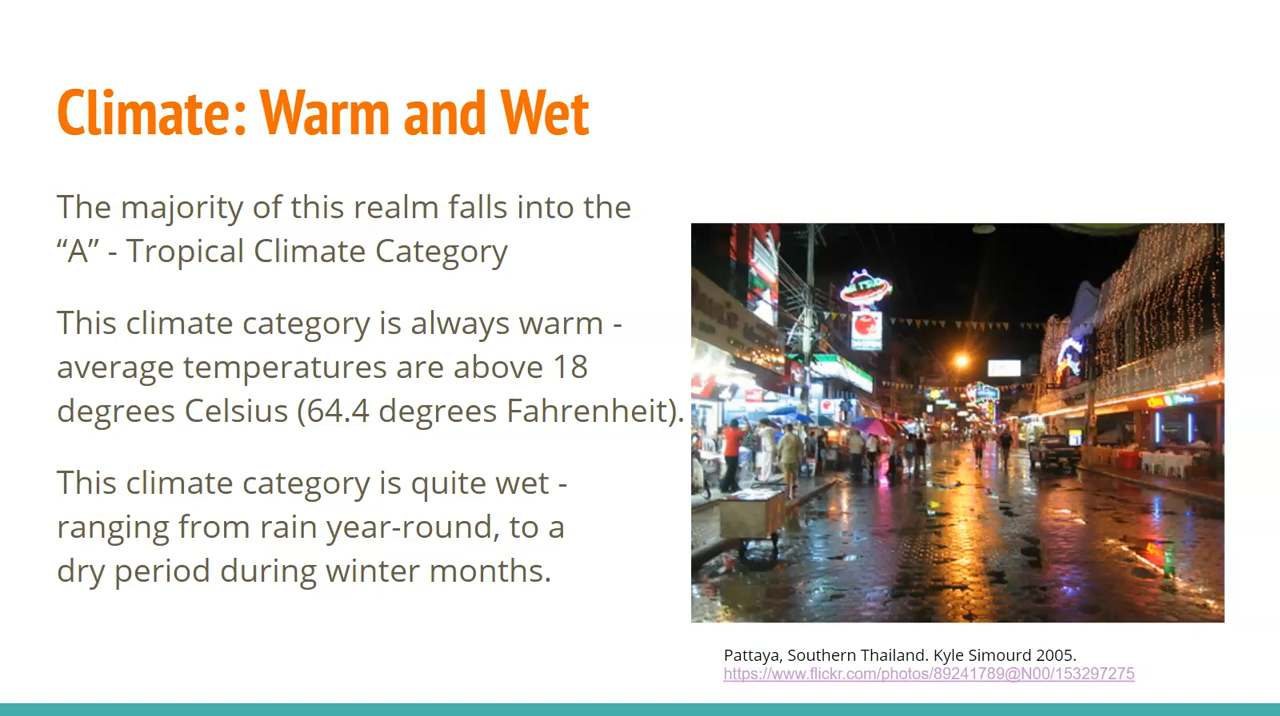 Climate: Warm and Wet
The majority of this realm falls into the
“A” - Tropical Climate Category
This climate category is always warm -
average temperatures are above 18
degrees Celsius (64.4 degrees Fahrenheit).
This climate category is quite wet -
ranging from rain year-round, to a
dry period during winter months.
Pattaya, Southern Thailand. Kyle Simourd 2005.
https://www.flickr.com/photos/89241789@N00/153297275